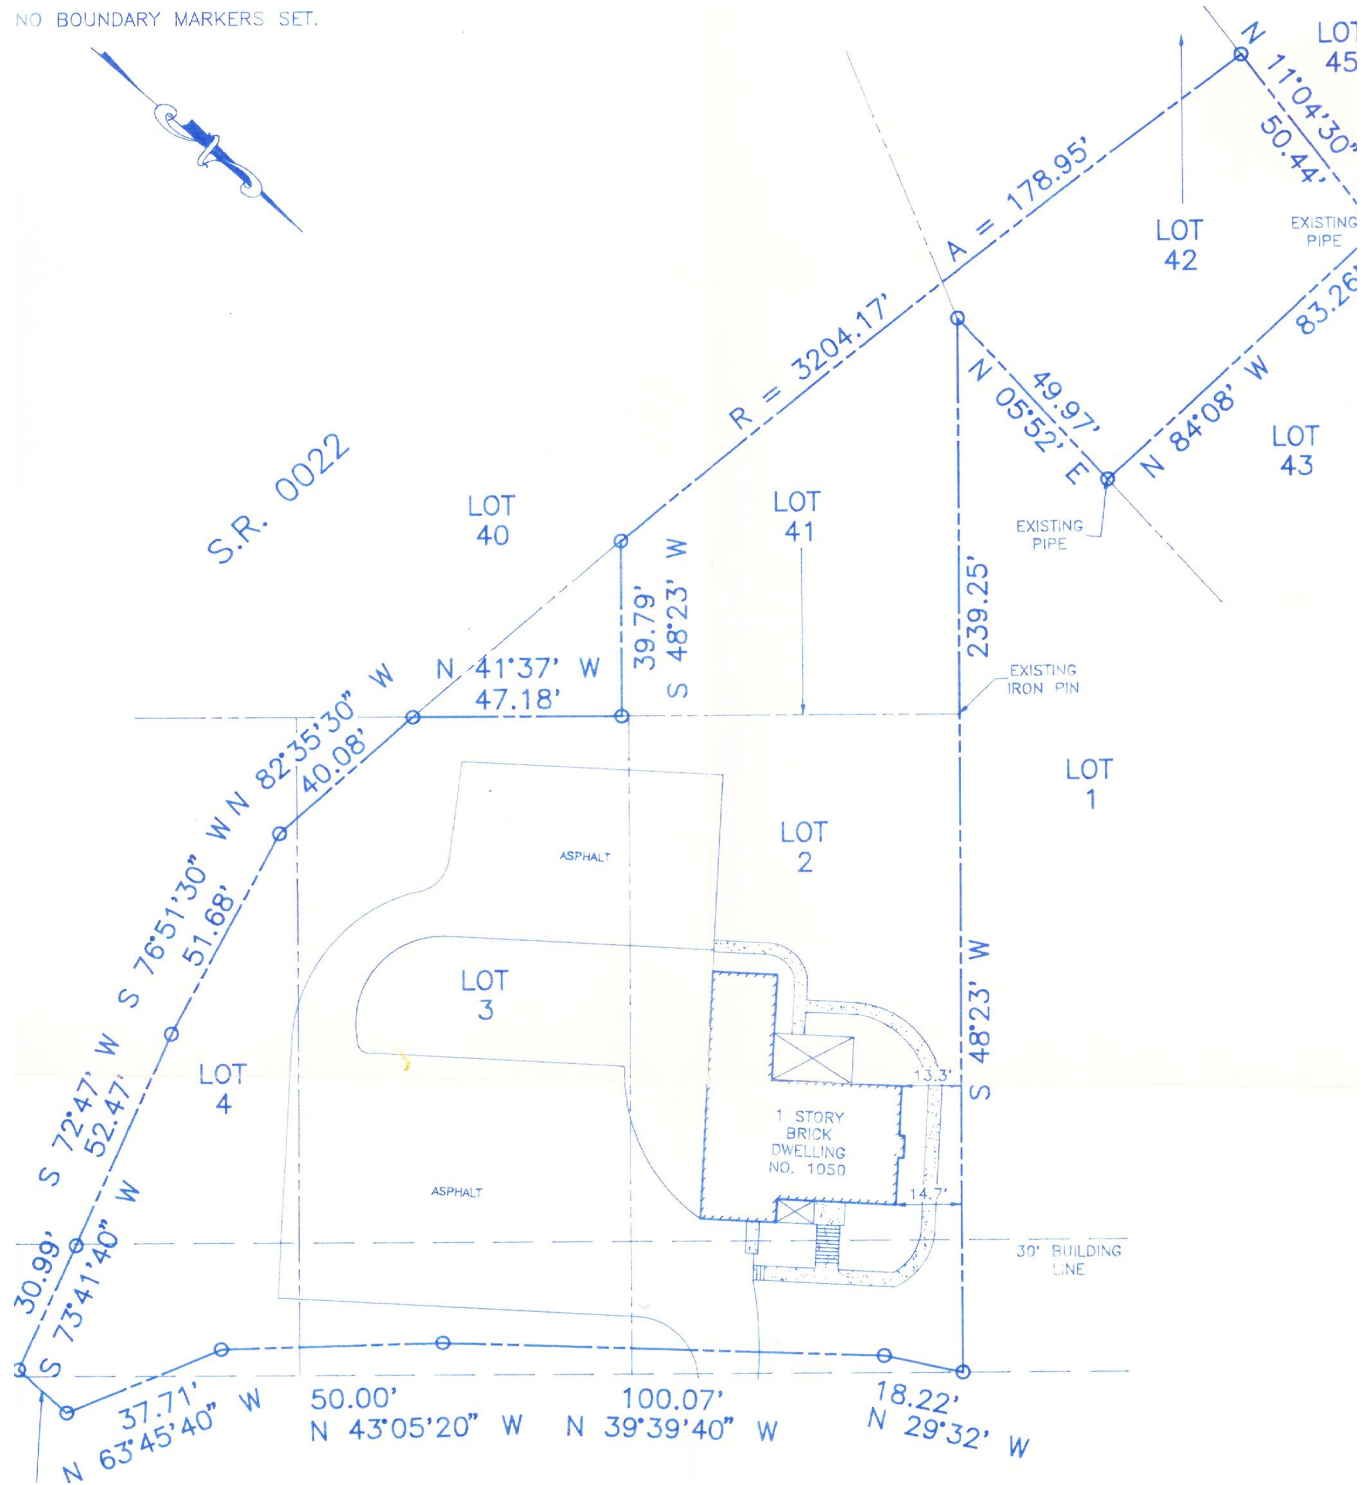 NO BOUNDARY MARKERS SET.
LOT
45
N 11°04'30"
50.44'
EXISTING
PIPE
LOT
42
A = 178.95'
R = 3204.17'
83.26'
N 84°08' W
49.97'
N 05°52' E
LOT
43
EXISTING
PIPE
S.R. 0022
LOT
40
LOT
41
39.79'
S 48°23' W
239.25'
N 41°37' W
47.18'
EXISTING
IRON PIN
N 82°35'30" W
40.08'
LOT
1
LOT
2
ASPHALT
S 76°51'30" W
51.68'
LOT
3
S 48°23' W
LOT
4
13.3'
S 72°47' W
52.47'
1 STORY
BRICK
DWELLING
NO. 1050
ASPHALT
14.7'
30.99'
S 73°41'40" W
30' BUILDING
LINE
37.71'
N 63°45'40" W
50.00'
N 43°05'20" W
100.07'
N 39°39'40" W
18.22'
N 29°32' W